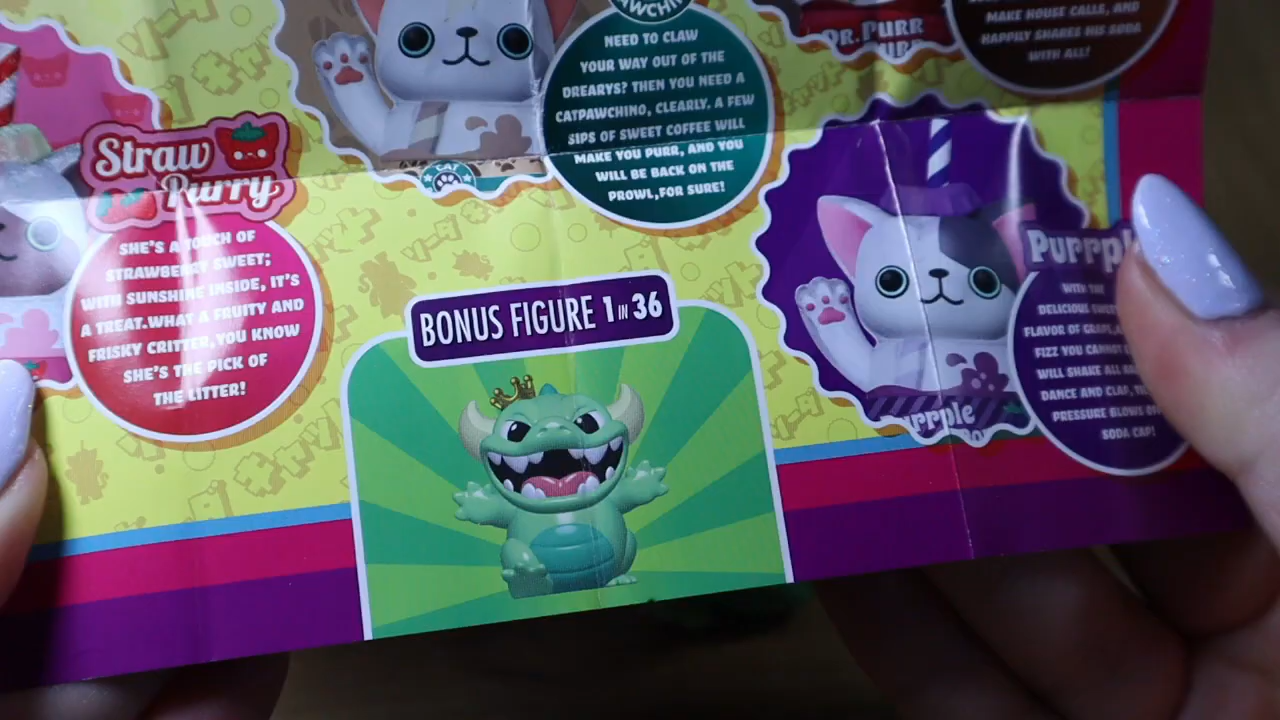 NEED TO CLAW
YOUR WAY OUT OF THE
DREARYS? THEN YOU NEED A
CATPAWCHINO, CLEARLY. A FEW
SIPS OF SWEET COFFEE WILL
MAKE YOU PURR, AND YOU
WILL BE BACK ON THE
PROWL,FOR SURE!
CAT
DR. PURR
MAKE HOUSE CALLS, AND
HAPPILY SHARES HIS SODA
WITH ALL!
Straw
Purry
SHE'S A TOUCH OF
STRAWBERRY SWEET;
WITH SUNSHINE INSIDE, IT'S
A TREAT.WHAT A FRUITY AND
FRISKY CRITTER,YOU KNOW
SHE'S THE PICK OF
THE LITTER!
BONUS FIGURE 1 IN 36
Purrpl
WITH THE
DELICIOUS
FLAVOR OF GRAPE
FIZZ YOU CANNOT
WILL SHAKE ALL
DANCE AND CLAP,
PRESSURE BLOWS
SODA CAP!